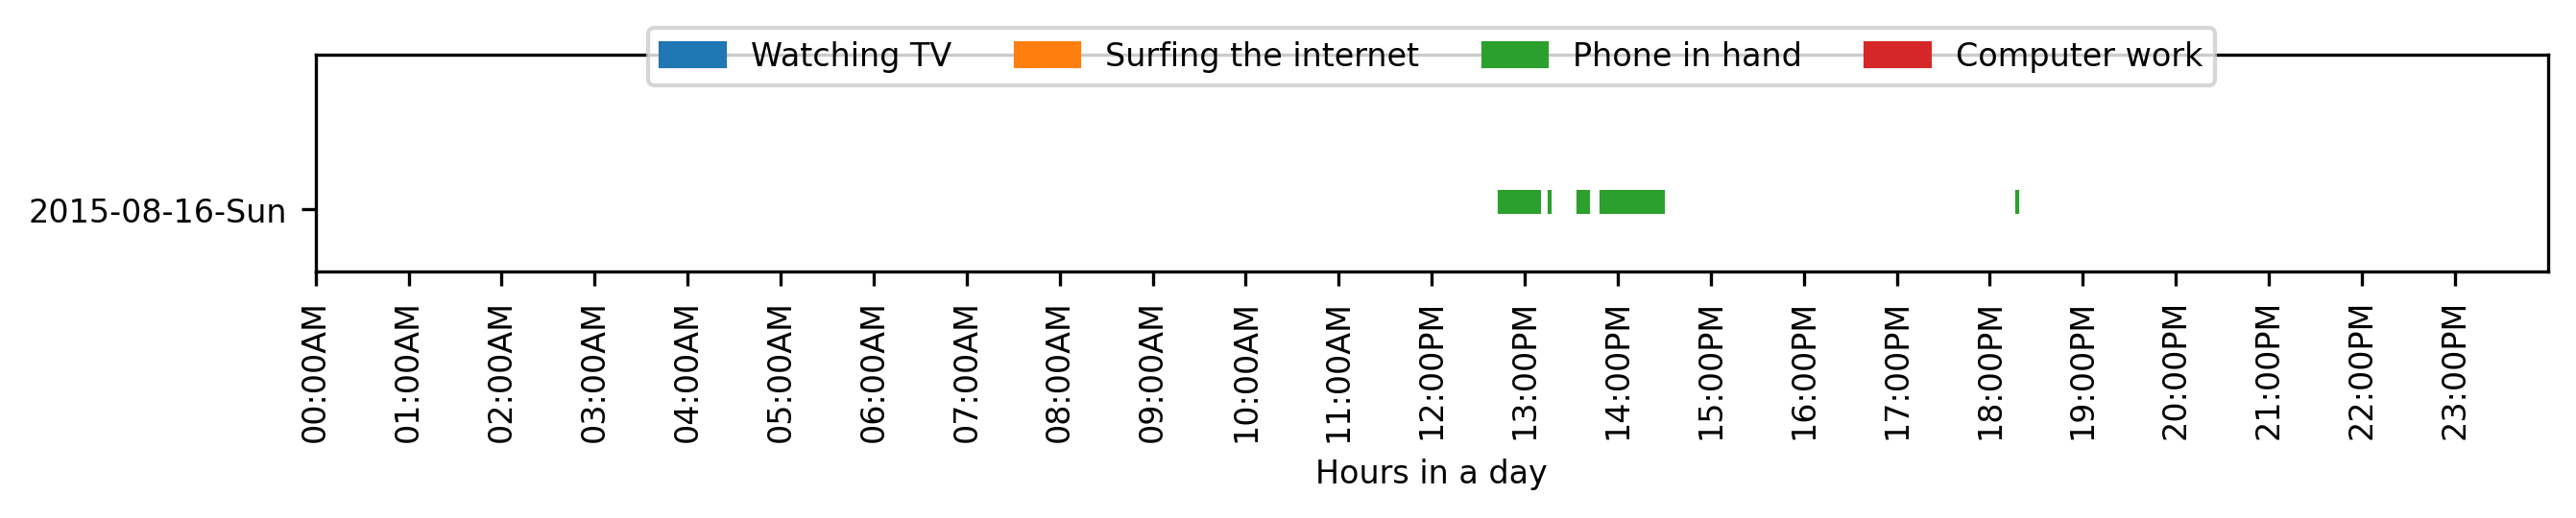 Watching TV Surfing the internet Phone in hand Computer work
2015-08-16-Sun
00:00AM 01:00AM 02:00AM 03:00AM 04:00AM 05:00AM 06:00AM 07:00AM 08:00AM 09:00AM 10:00AM 11:00AM 12:00PM 13:00PM 14:00PM 15:00PM 16:00PM 17:00PM 18:00PM 19:00PM 20:00PM 21:00PM 22:00PM 23:00PM
Hours in a day